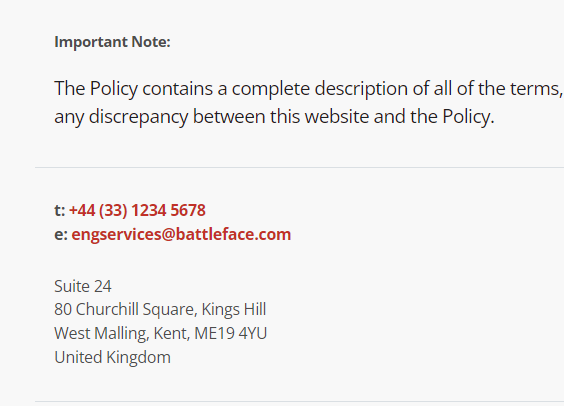 Important Note:
The Policy contains a complete description of all of the terms,
any discrepancy between this website and the Policy.
t: +44 (33) 1234 5678
e: engservices@battleface.com
Suite 24
80 Churchill Square, Kings Hill
West Malling, Kent, ME19 4YU
United Kingdom